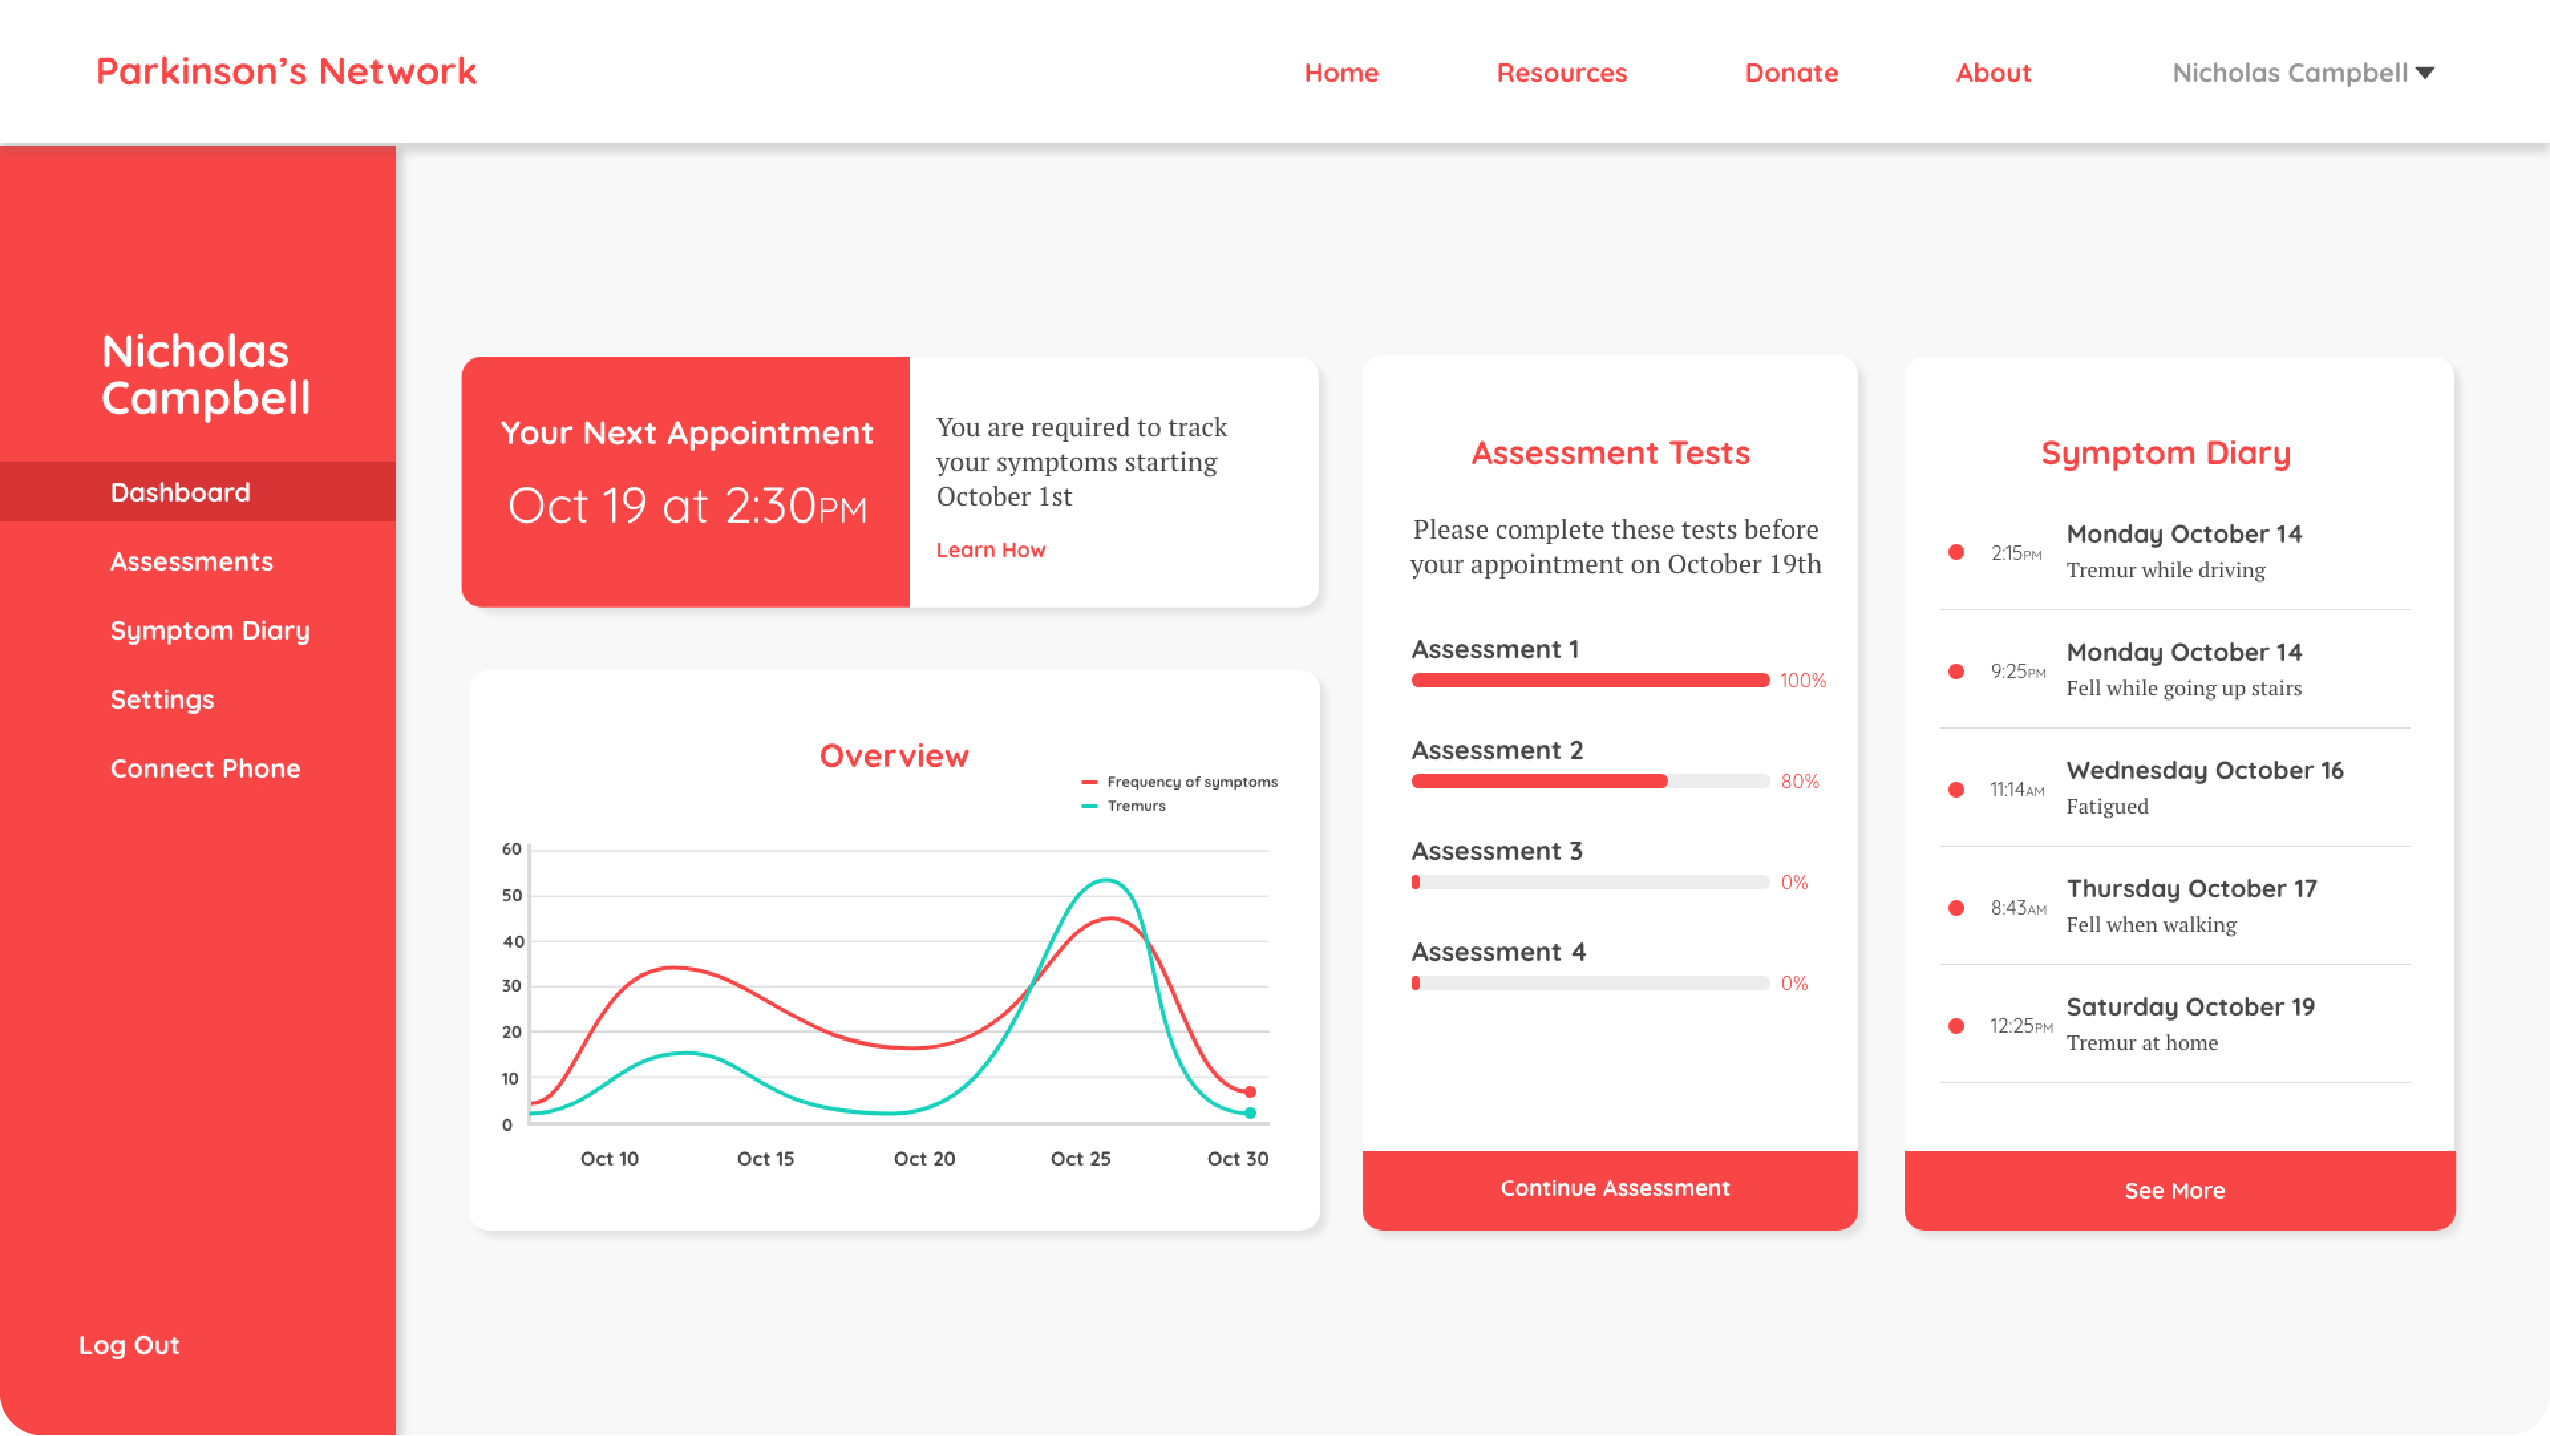 Parkinson’s Network
Home
Resources
Donate
About
Nicholas Campbell
Nicholas
Campbell
Dashboard
Assessments
Symptom Diary
Settings
Connect Phone
Log Out
Your Next Appointment
Oct 19 at 2:30PM
You are required to track
your symptoms starting
October 1st
Learn How
Overview
Frequency of symptoms
Tremurs
60
50
40
30
20
10
0
Oct 10
Oct 15
Oct 20
Oct 25
Oct 30
Assessment Tests
Please complete these tests before
your appointment on October 19th
Assessment 1
100%
Assessment 2
80%
Assessment 3
0%
Assessment 4
0%
Continue Assessment
Symptom Diary
Monday October 14
2:15PM
Tremur while driving
Monday October 14
9:25PM
Fell while going up stairs
Wednesday October 16
11:14AM
Fatigued
Thursday October 17
8:43AM
Fell when walking
Saturday October 19
12:25PM
Tremur at home
See More